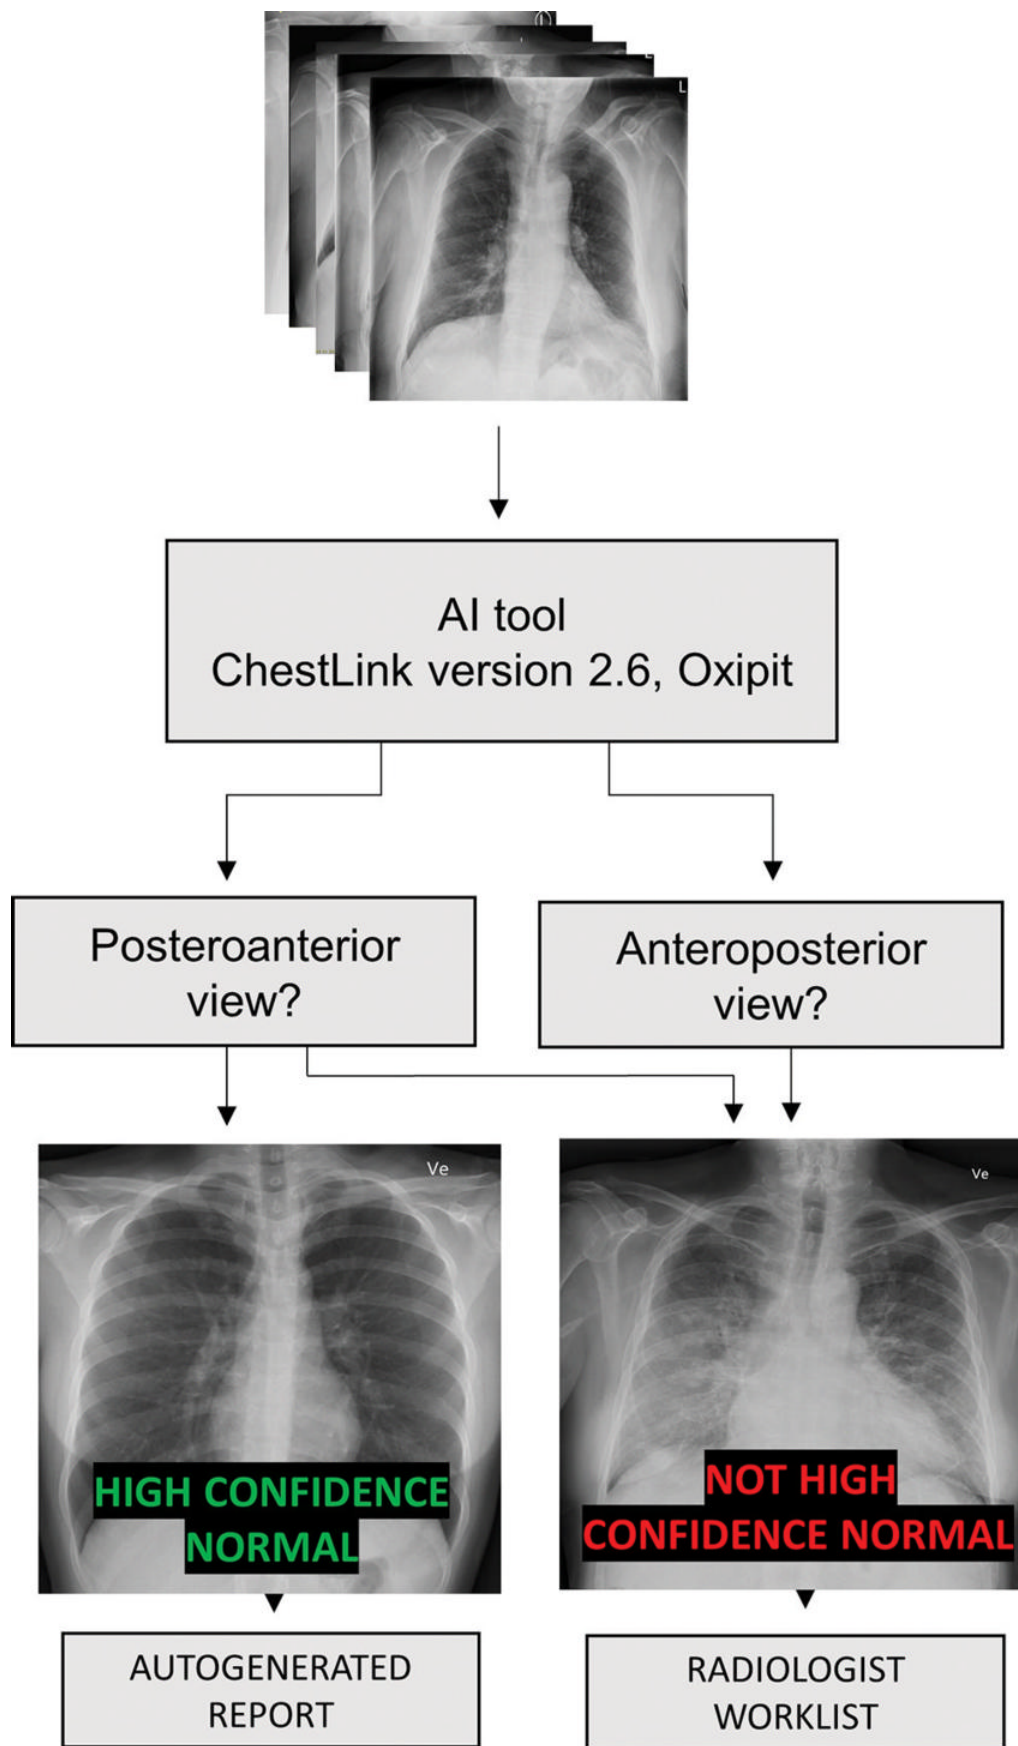 L
L
L
AI tool
ChestLink version 2.6, Oxipit
Posteroanterior
view?
Anteroposterior
view?
Ve
HIGH CONFIDENCE
NORMAL
Ve
NOT HIGH
CONFIDENCE NORMAL
AUTOGENERATED
REPORT
RADIOLOGIST
WORKLIST